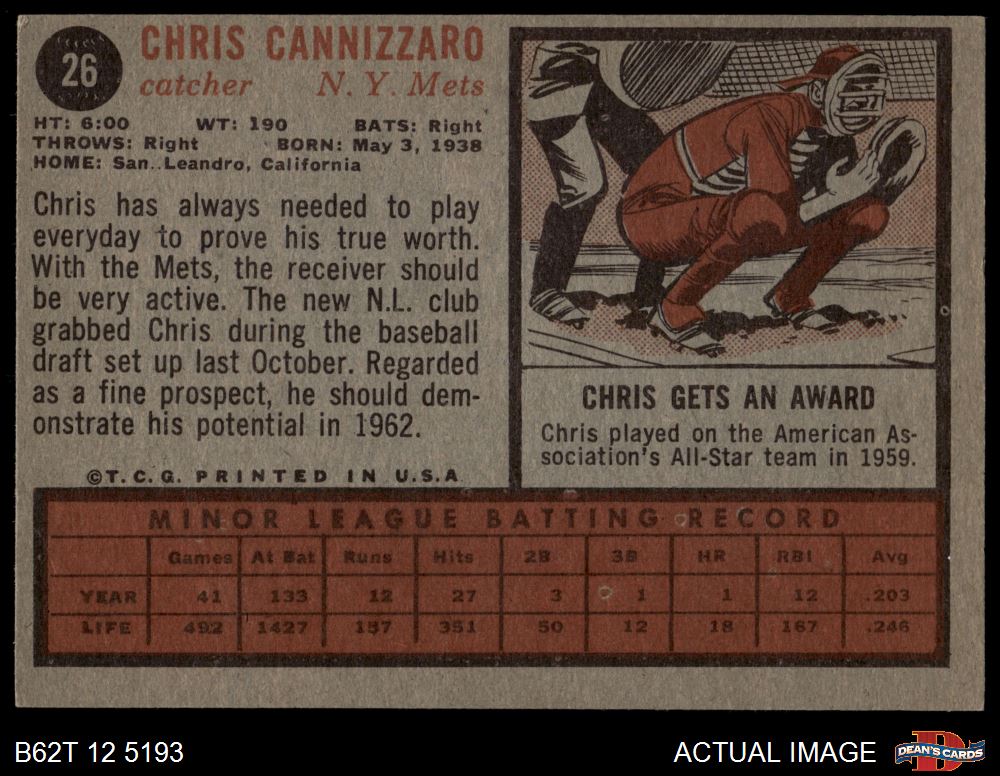 26
CHRIS CANNIZZARO
catcher N. Y. Mets
HT: 6:00 WT: 190 BATS: Right
THROWS: Right BORN: May 3, 1938
HOME: San..Leandro, California
Chris has always needed to play
everyday to prove his true worth.
With the Mets, the receiver should
be very active. The new N.L. club
grabbed Chris during the baseball
draft set up last October. Regarded
as a fine prospect, he should dem-
onstrate his potential in 1962.
©T. C. G. PRINTED IN U.S.A.
CHRIS GETS AN AWARD
Chris played on the American As-
sociation's All-Star team in 1959.
MINOR LEAGUE BATTING RECORD
Games At Bat Runs Hits 2B 3B HR RBI Avg
YEAR 41 133 12 27 3 1 1 12 .203
LIFE 492 1427 157 351 50 12 18 167 .246
B62T 12 5193
ACTUAL IMAGE
D
DEAN'S CARDS